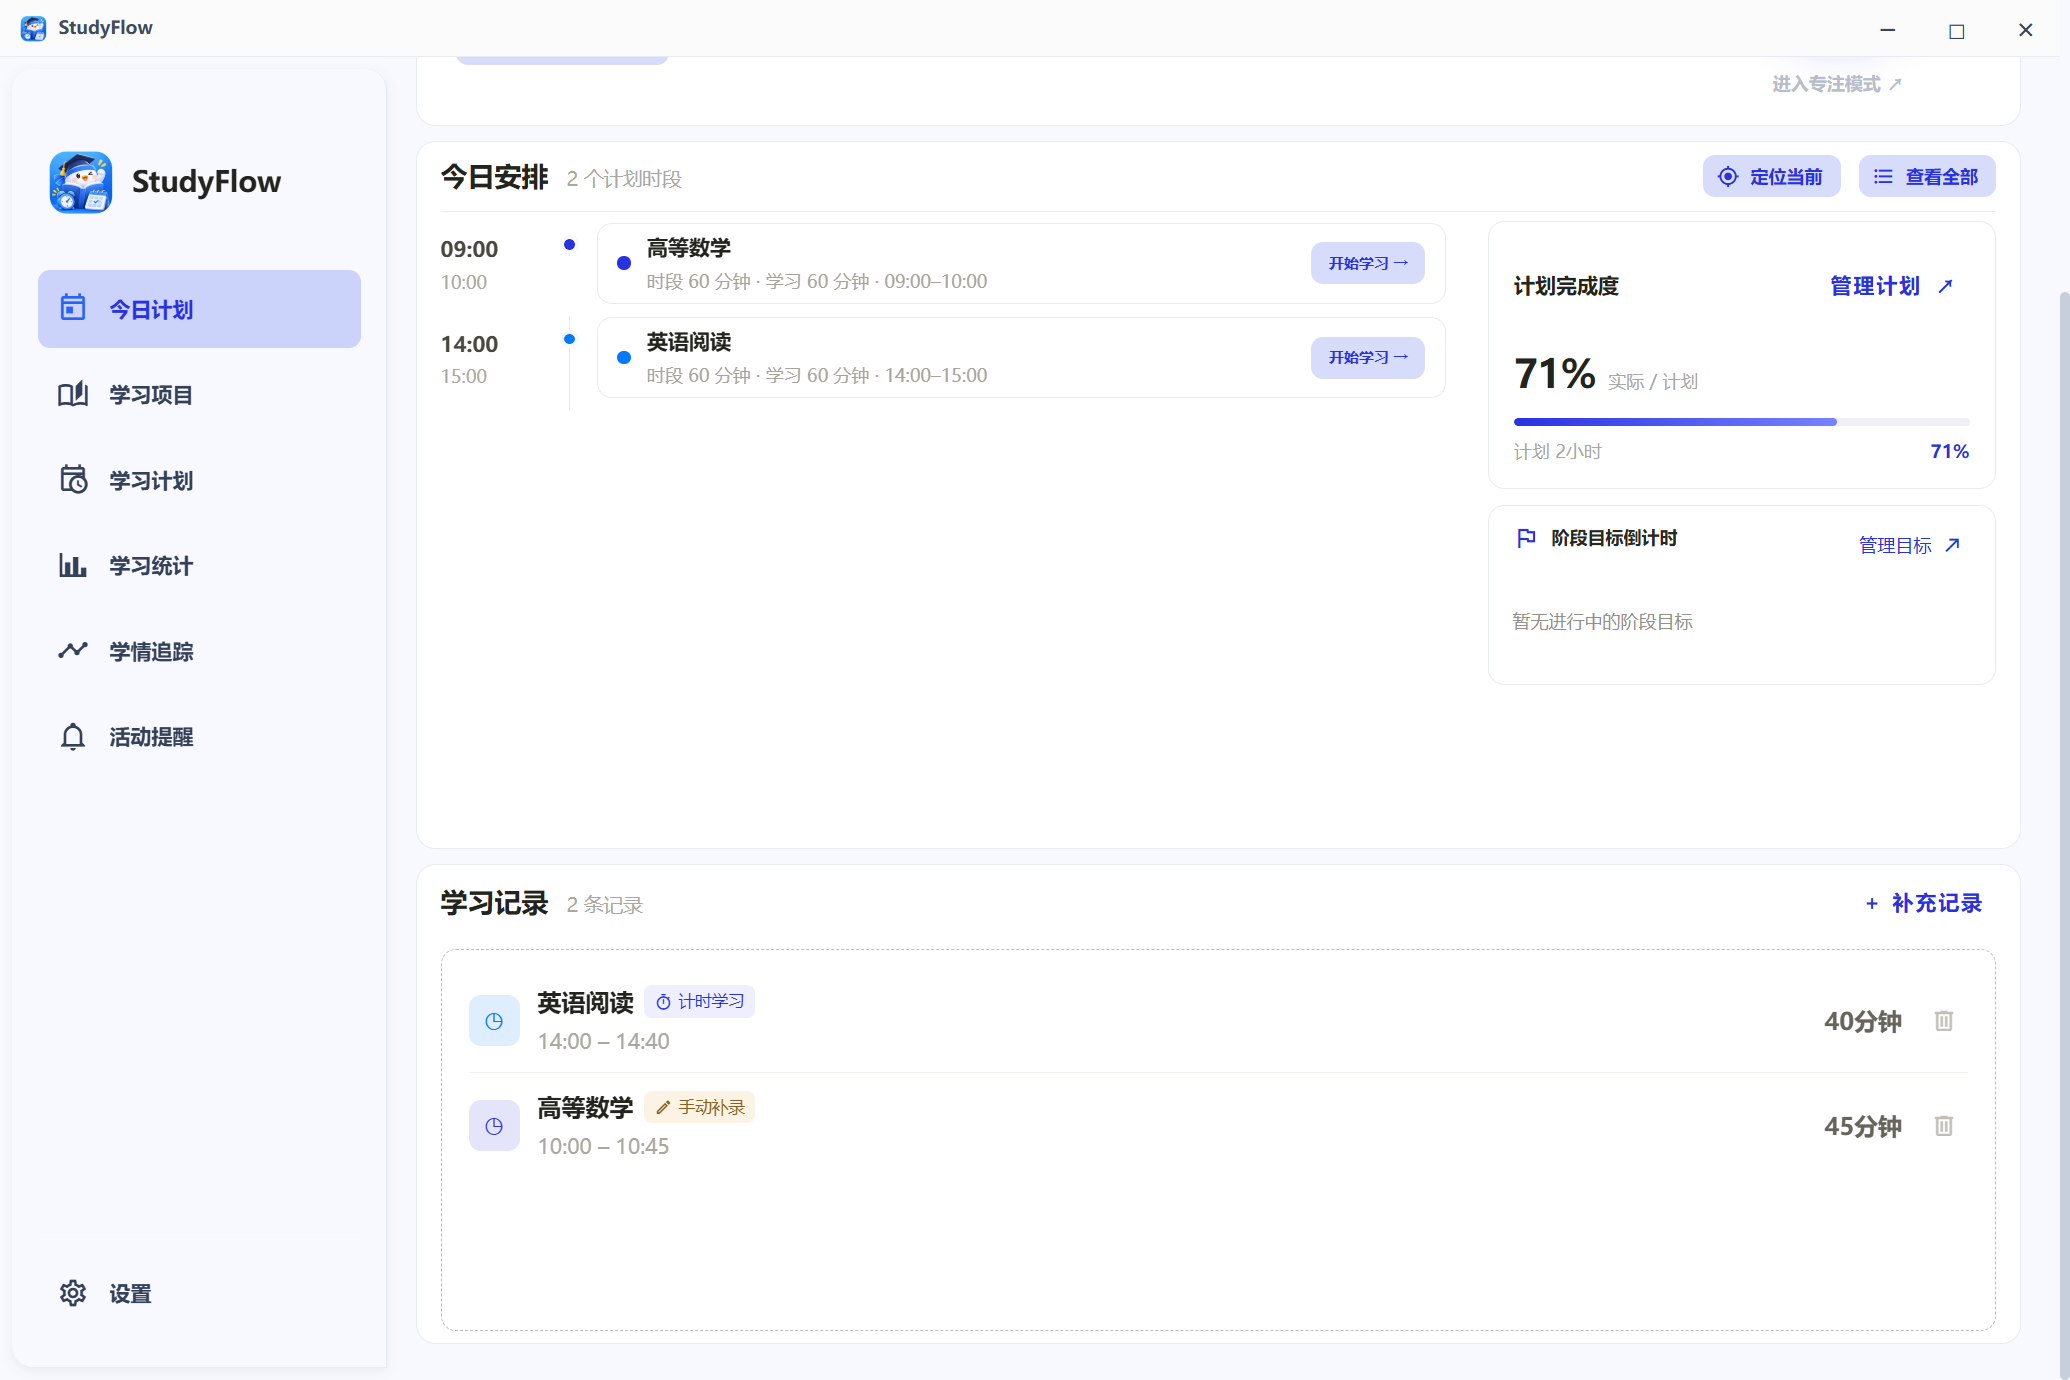 StudyFlow
StudyFlow
今日计划
学习项目
学习计划
学习统计
学情追踪
活动提醒
设置
进入专注模式 ↗
今日安排 2 个计划时段
定位当前
查看全部
09:00
10:00
高等数学
时段 60 分钟 · 学习 60 分钟 · 09:00–10:00
开始学习 →
14:00
15:00
英语阅读
时段 60 分钟 · 学习 60 分钟 · 14:00–15:00
开始学习 →
计划完成度
管理计划 ↗
71% 实际 / 计划
计划 2小时
71%
阶段目标倒计时
管理目标 ↗
暂无进行中的阶段目标
学习记录 2 条记录
+ 补充记录
英语阅读 计时学习
14:00 – 14:40
40分钟
高等数学 手动补录
10:00 – 10:45
45分钟